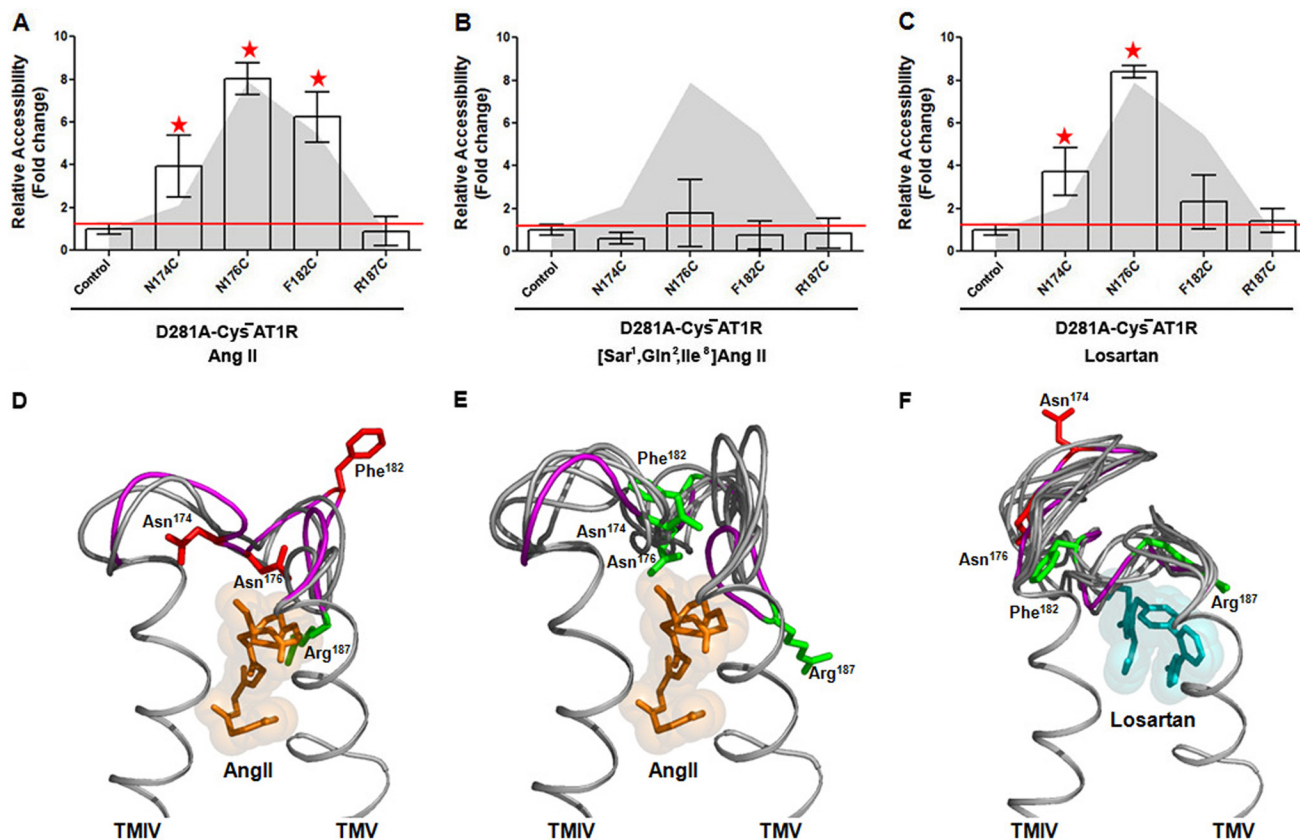 A
Relative Accessibility
(Fold change)
10
8
6
4
2
0
Control
N174C
N176C
F182C
R187C
D281A-Cys¯AT1R
Ang II
B
Relative Accessibility
(Fold change)
10
8
6
4
2
0
Control
N174C
N176C
F182C
R187C
D281A-Cys¯AT1R
[Sar¹,Gln²,Ile⁸]Ang II
C
Relative Accessibility
(Fold change)
10
8
6
4
2
0
Control
N174C
N176C
F182C
R187C
D281A-Cys¯AT1R
Losartan
D
Phe¹⁸²
Asn¹⁷⁴
Asn¹⁷⁶
Arg¹⁸⁷
AngII
TMIV
TMV
E
Phe¹⁸²
Asn¹⁷⁴
Asn¹⁷⁶
Arg¹⁸⁷
AngII
TMIV
TMV
F
Asn¹⁷⁴
Asn¹⁷⁶
Phe¹⁸²
Arg¹⁸⁷
Losartan
TMIV
TMV